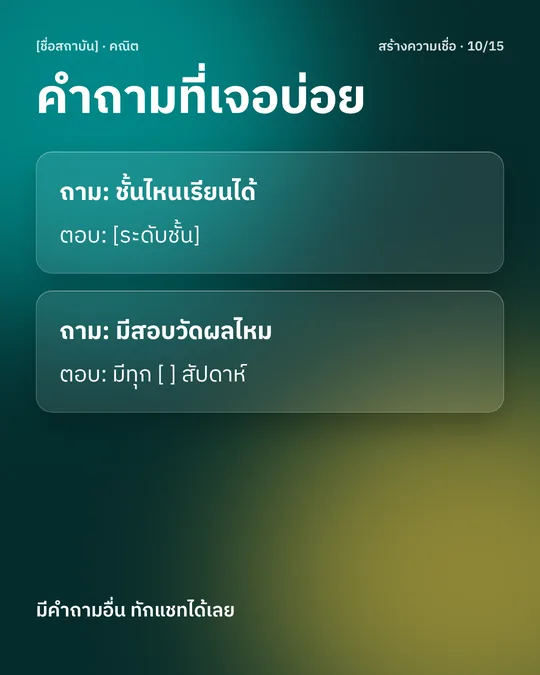 [ชื่อสถาบัน] · คณิต
สร้างความเชื่อ · 10/15
คำถามที่เจอบ่อย
ถาม: ชั้นไหนเรียนได้
ตอบ: [ระดับชั้น]
ถาม: มีสอบวัดผลไหม
ตอบ: มีทุก [ ] สัปดาห์
มีคำถามอื่น ทักแชทได้เลย